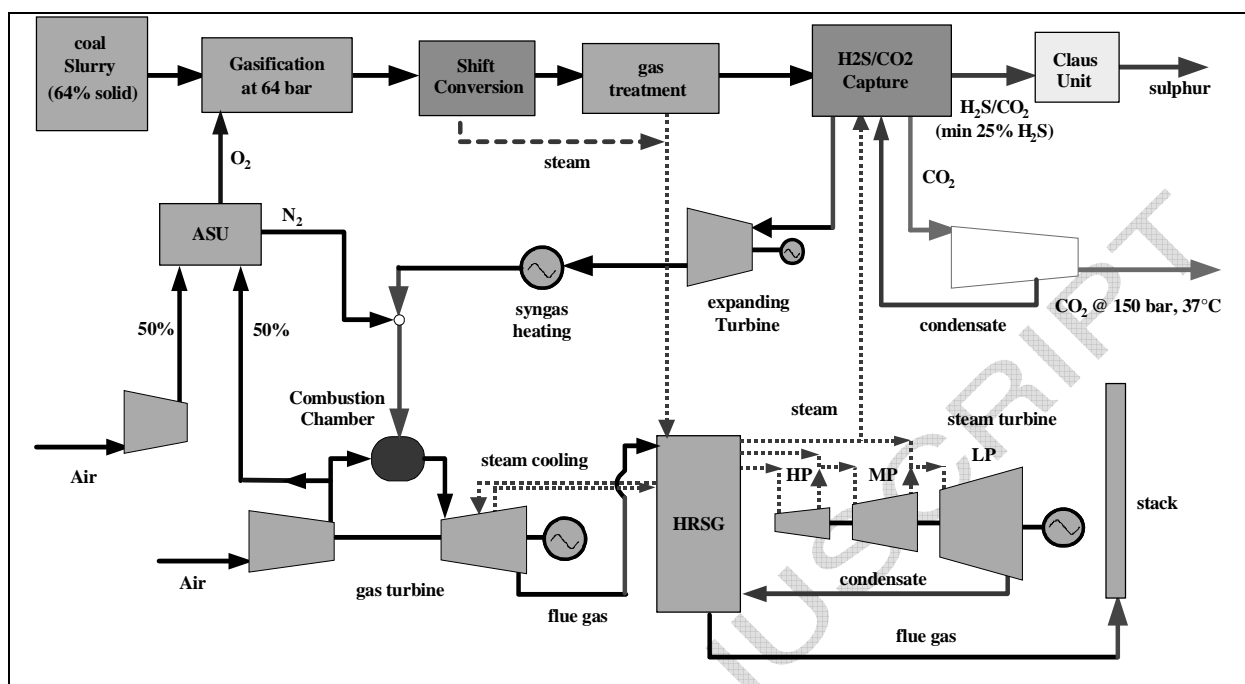 coal
Slurry
(64% solid)
Gasification
at 64 bar
Shift
Conversion
gas
treatment
H2S/CO2
Capture
Claus
Unit
sulphur
H₂S/CO₂
(min 25% H₂S)
steam
O₂
CO₂
N₂
ASU
syngas
heating
expanding
Turbine
condensate
CO₂ @ 150 bar, 37°C
50%
50%
Combustion
Chamber
steam
steam turbine
Air
steam cooling
HP
MP
LP
HRSG
stack
Air
gas turbine
condensate
flue gas
flue gas
USCRIPT